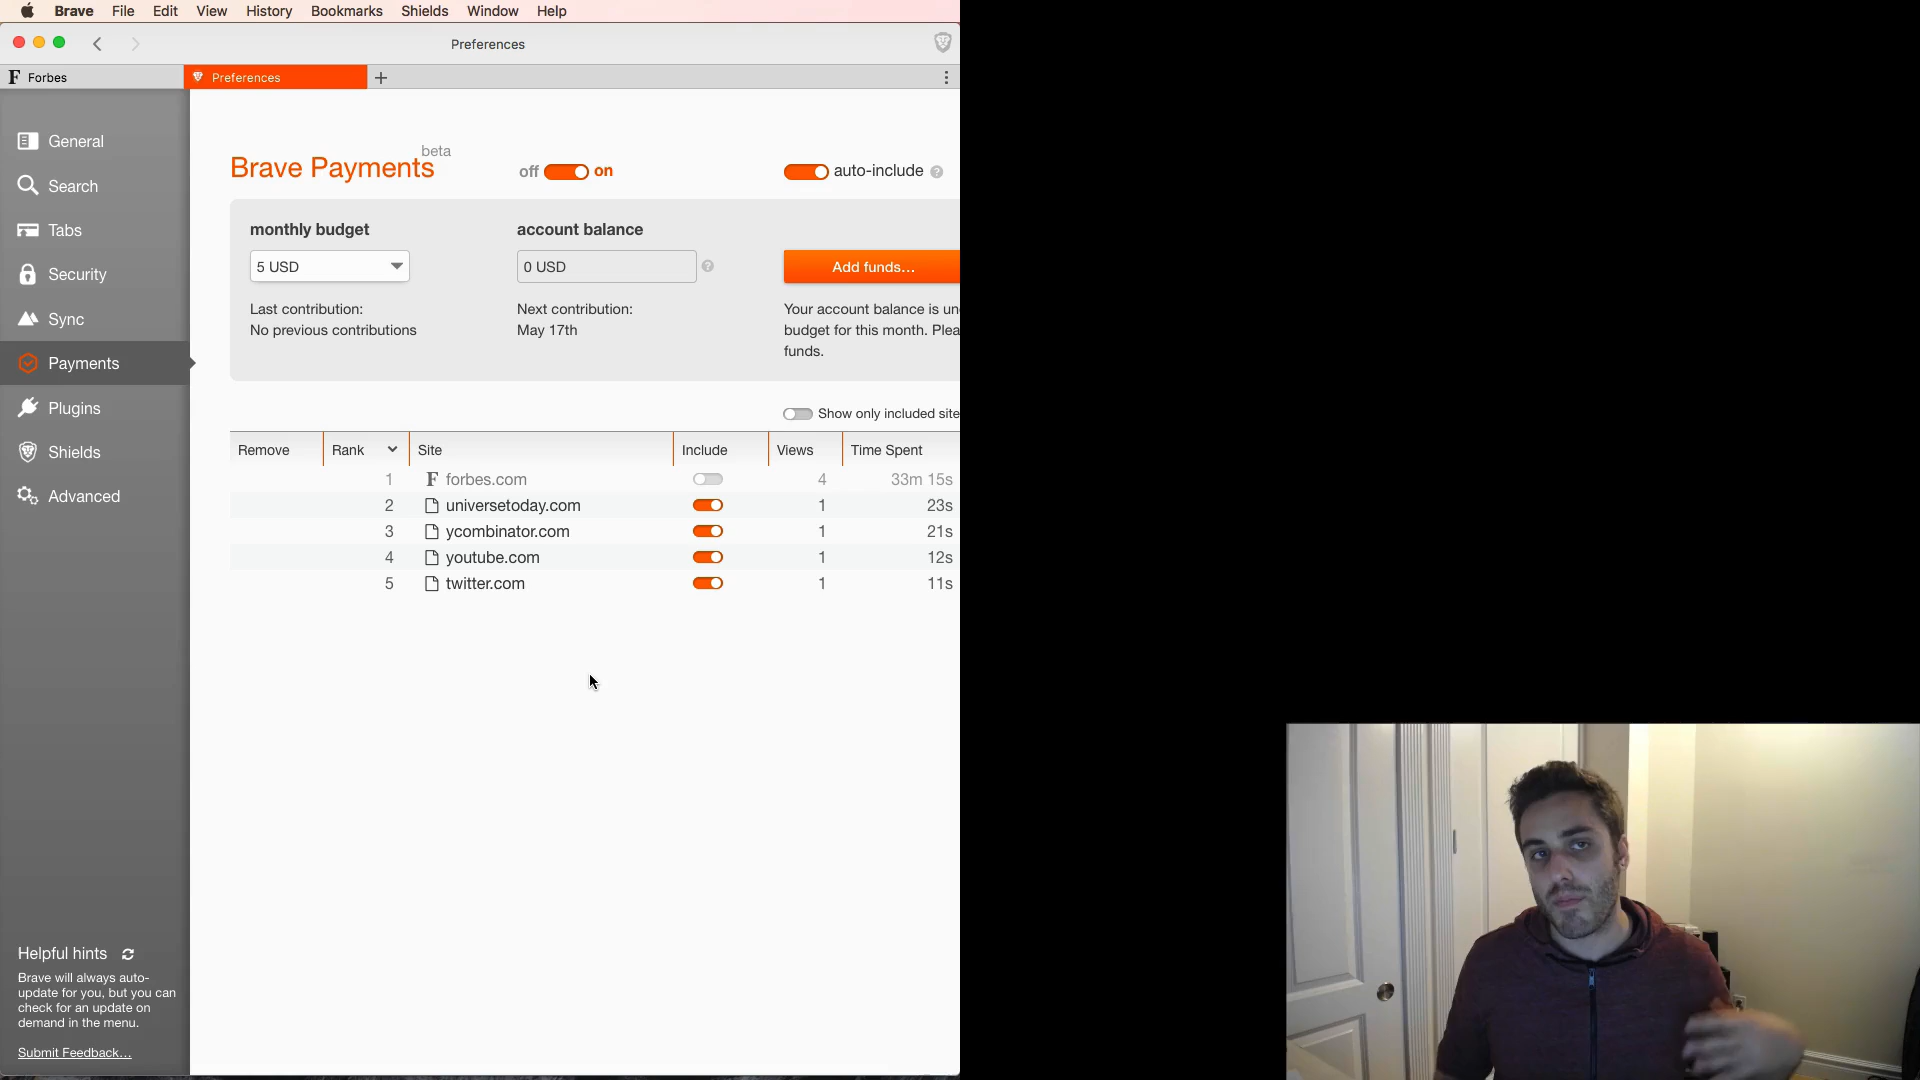 Brave File Edit View History Bookmarks Shields Window Help
Preferences
F Forbes
Preferences
General
Search
Tabs
Security
Sync
Payments
Plugins
Shields
Advanced
Helpful hints
Brave will always auto-
update for you, but you can
check for an update on
demand in the menu.
Submit Feedback...
Brave Payments beta
off on
auto-include ?
monthly budget
5 USD
Last contribution:
No previous contributions
account balance
0 USD ?
Next contribution:
May 17th
Add funds...
Your account balance is un
budget for this month. Plea
funds.
Show only included site
Remove Rank Site Include Views Time Spent
1 F forbes.com 4 33m 15s
2 universetoday.com 1 23s
3 ycombinator.com 1 21s
4 youtube.com 1 12s
5 twitter.com 1 11s